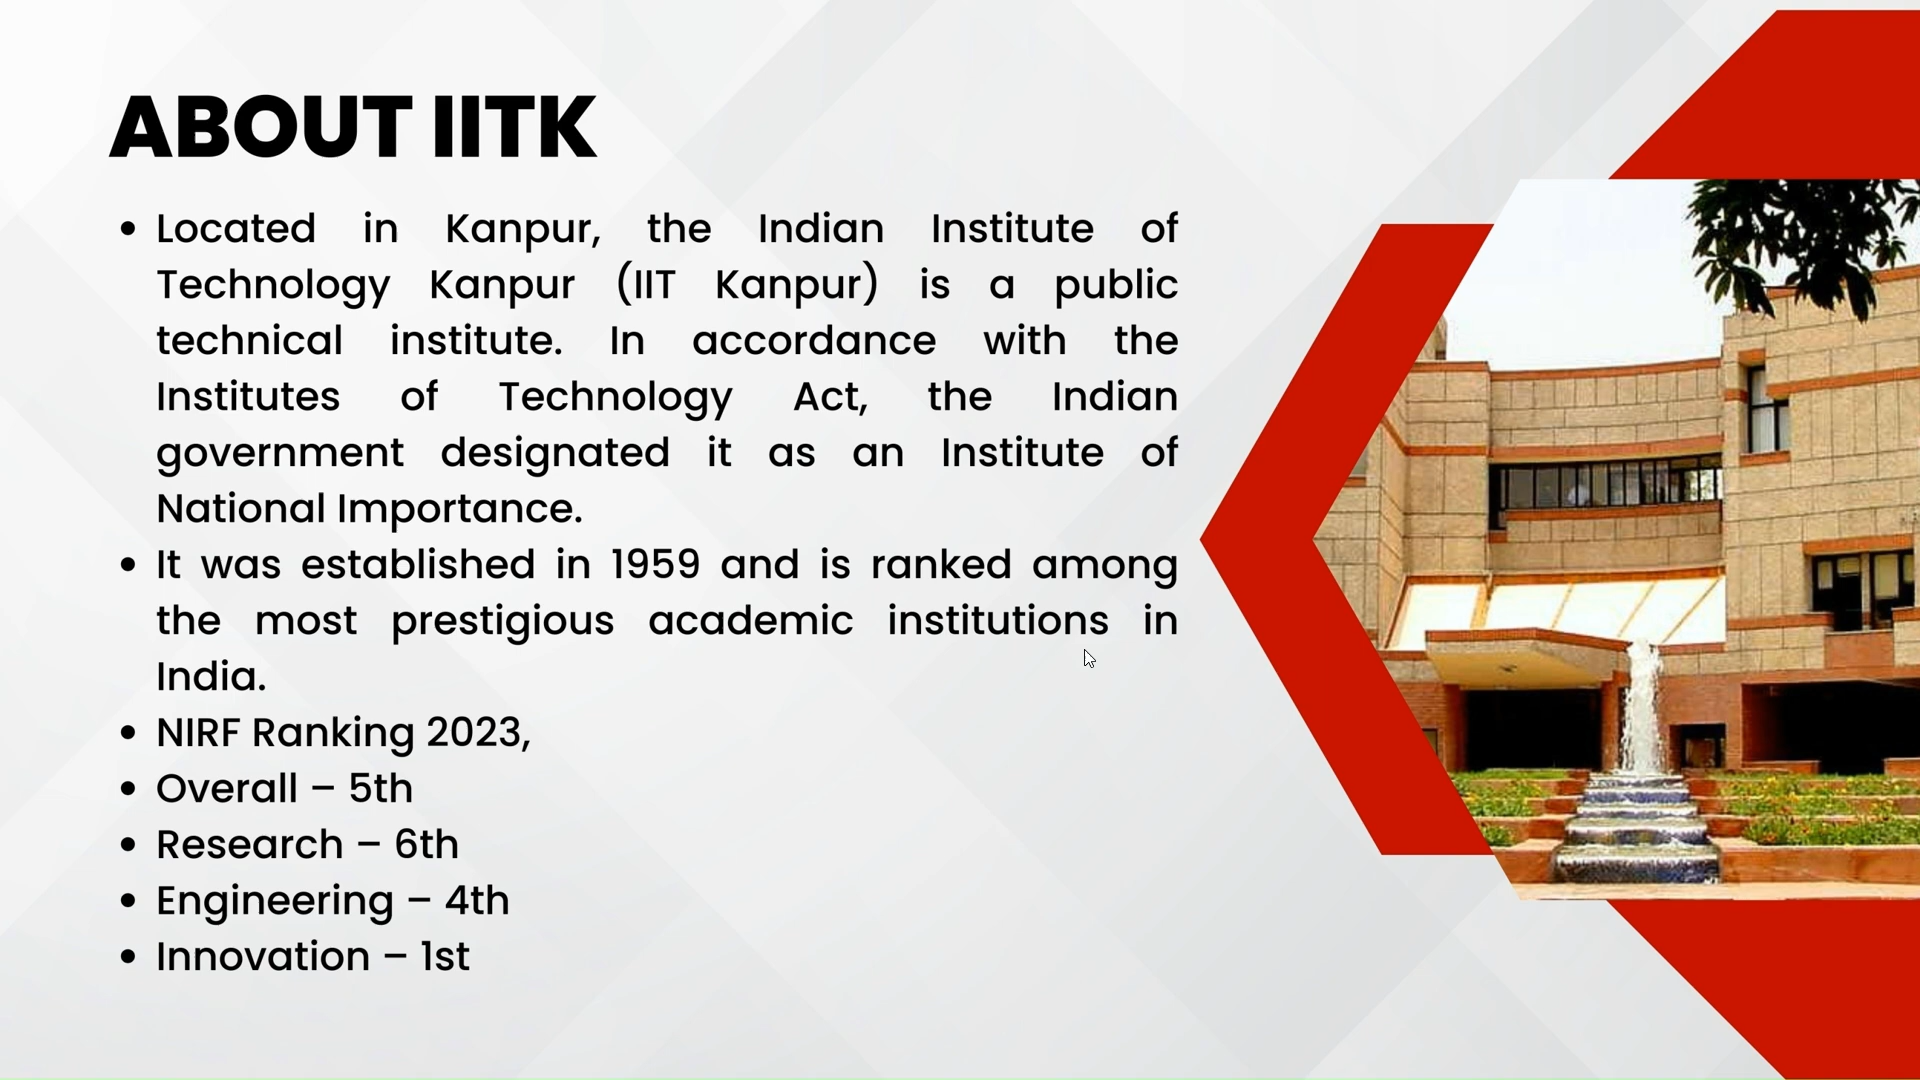 ABOUT IITK
• Located in Kanpur, the Indian Institute of
Technology Kanpur (IIT Kanpur) is a public
technical institute. In accordance with the
Institutes of Technology Act, the Indian
government designated it as an Institute of
National Importance.
• It was established in 1959 and is ranked among
the most prestigious academic institutions in
India.
• NIRF Ranking 2023,
• Overall – 5th
• Research – 6th
• Engineering – 4th
• Innovation – 1st